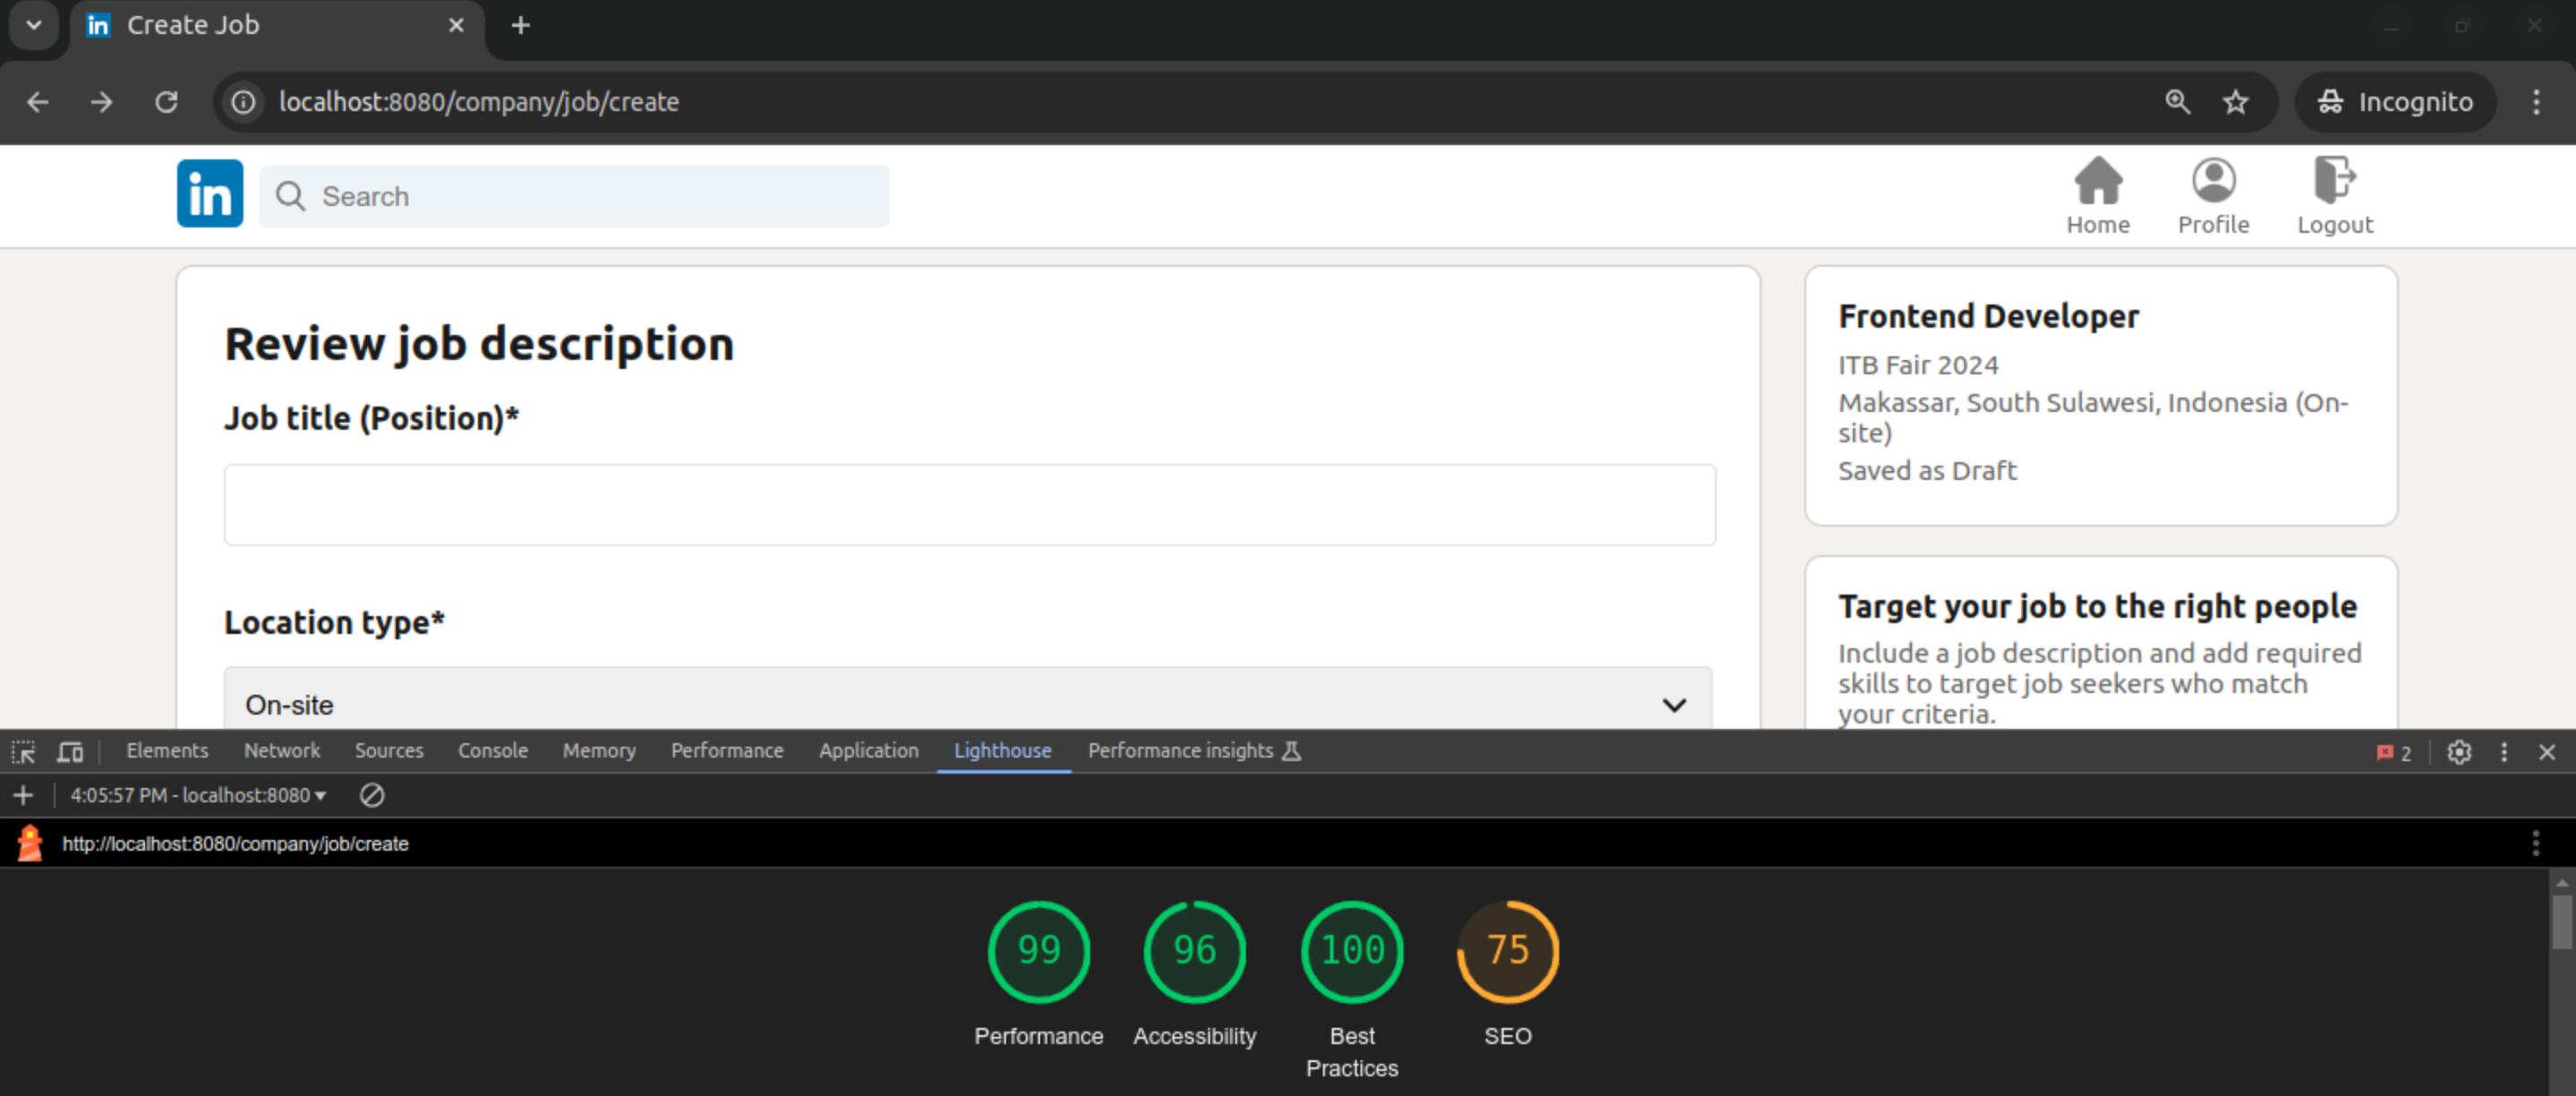 in Create Job
localhost:8080/company/job/create
Incognito
in Search
Home Profile Logout
Review job description
Job title (Position)*
Location type*
On-site
Frontend Developer
ITB Fair 2024
Makassar, South Sulawesi, Indonesia (On-
site)
Saved as Draft
Target your job to the right people
Include a job description and add required
skills to target job seekers who match
your criteria.
Elements Network Sources Console Memory Performance Application Lighthouse Performance insights 2
4:05:57 PM - localhost:8080
http://localhost:8080/company/job/create
99 96 100 75
Performance Accessibility Best SEO
Practices